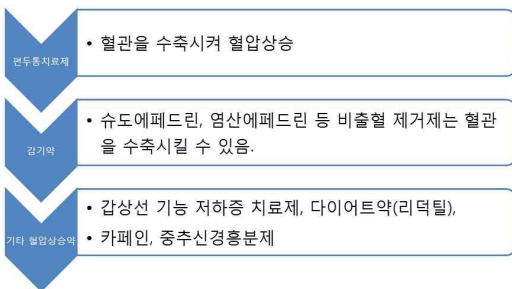 편두통치료제
• 혈관을 수축시켜 혈압상승
감기약
• 슈도에페드린, 염산에페드린 등 비출혈 제거제는 혈관
을 수축시킬 수 있음.
기타 혈압상승약
• 갑상선 기능 저하증 치료제, 다이어트약(리덕틸),
• 카페인, 중추신경흥분제